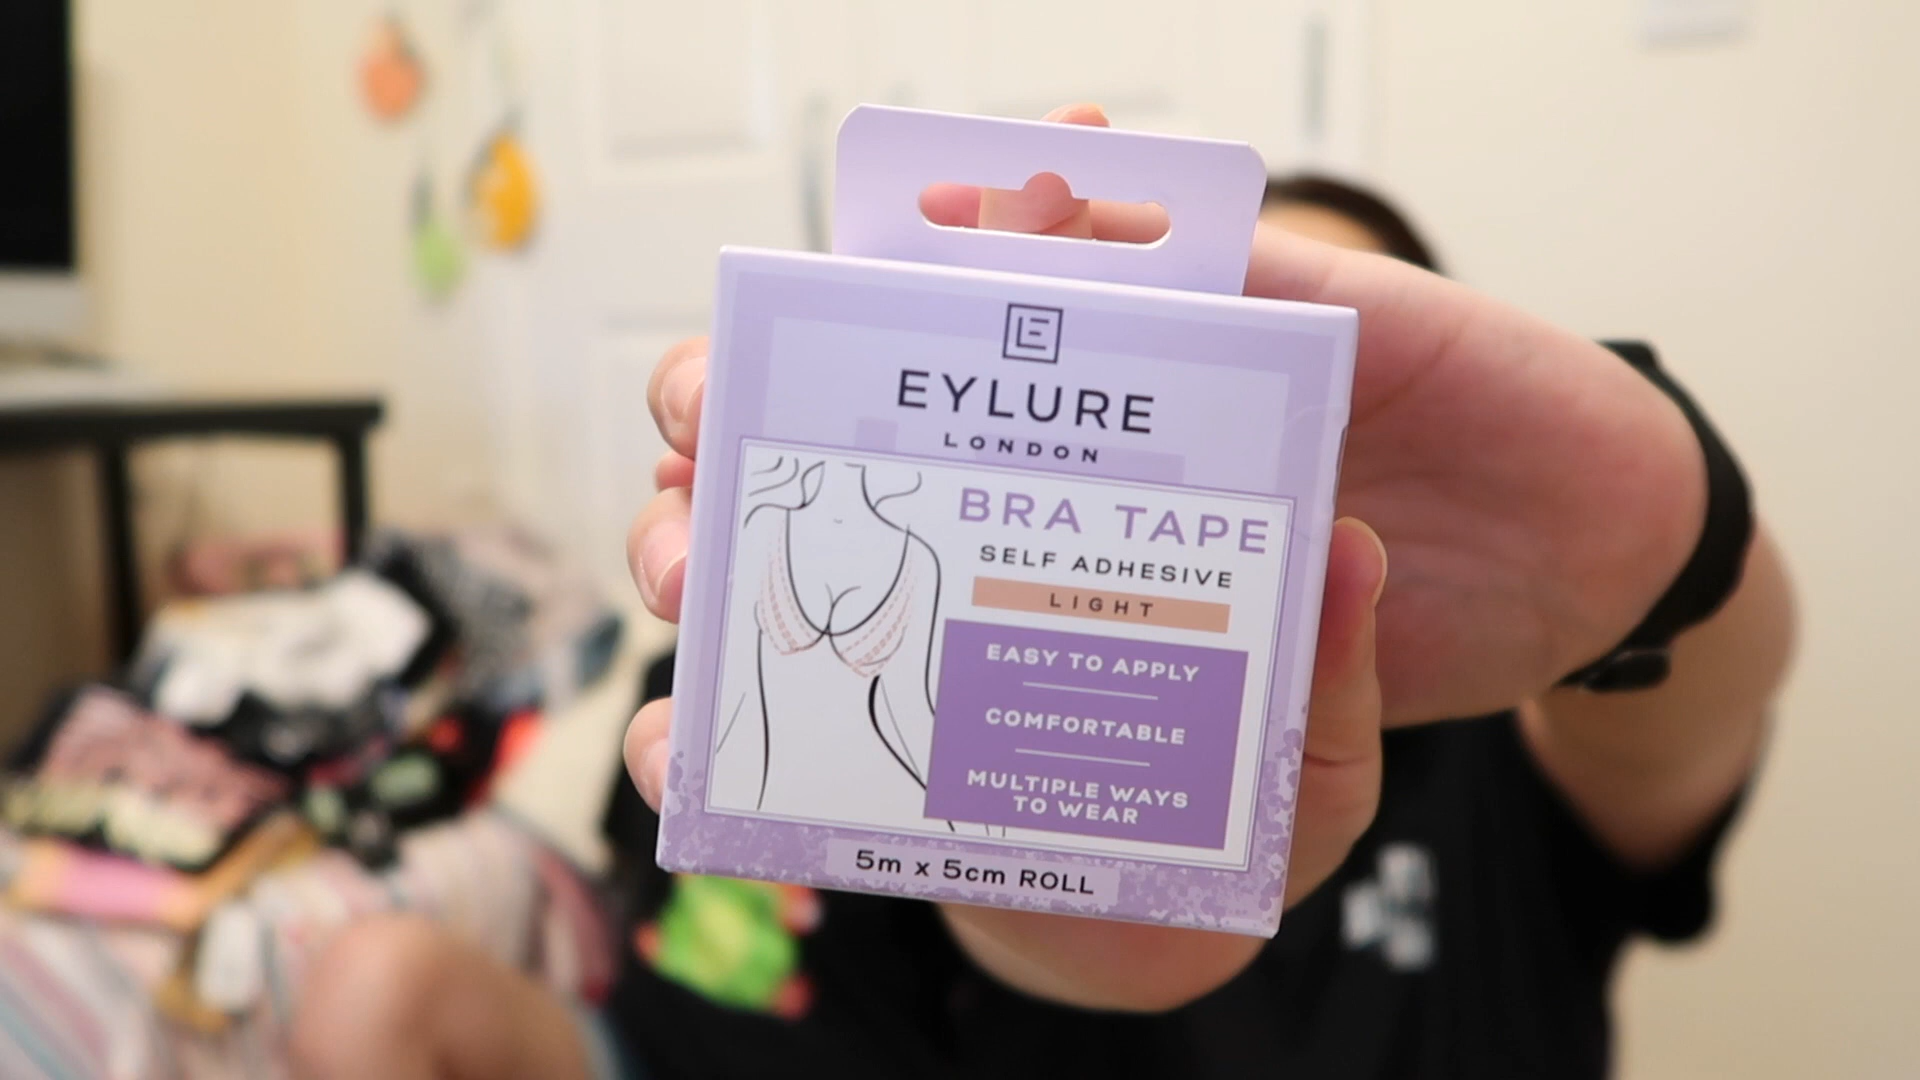 EYLURE
LONDON
BRA TAPE
SELF ADHESIVE
LIGHT
EASY TO APPLY
COMFORTABLE
MULTIPLE WAYS
TO WEAR
5m x 5cm ROLL